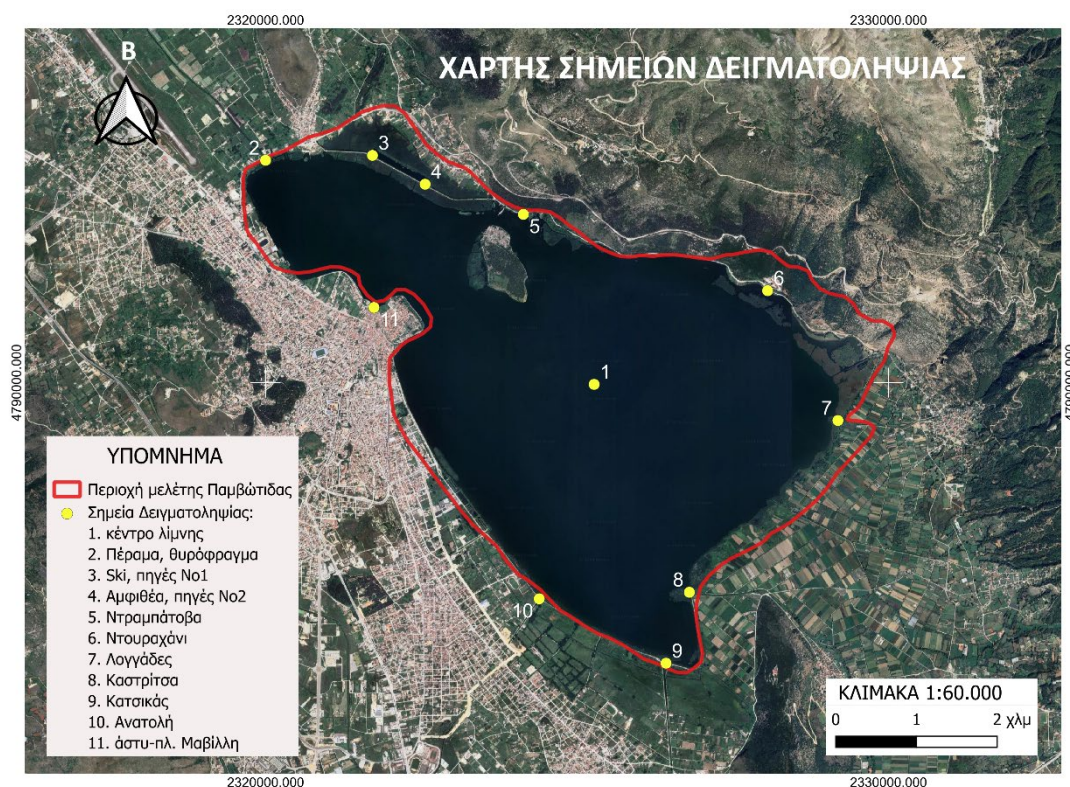 2320000.000
2330000.000
Β
ΧΑΡΤΗΣ ΣΗΜΕΙΩΝ ΔΕΙΓΜΑΤΟΛΗΨΙΑΣ
2
3
4
5
6
11
1
4790000.000
4790000.000
7
8
10
9
ΥΠΟΜΝΗΜΑ
Περιοχή μελέτης Παμβώτιδας
Σημεία Δειγματοληψίας:
1. κέντρο λίμνης
2. Πέραμα, θυρόφραγμα
3. Ski, πηγές Νο1
4. Αμφιθέα, πηγές Νο2
5. Ντραμπάτοβα
6. Ντουραχάνι
7. Λογγάδες
8. Καστρίτσα
9. Κατσικάς
10. Ανατολή
11. άστυ-πλ. Μαβίλλη
ΚΛΙΜΑΚΑ 1:60.000
0 1 2 χλμ
2320000.000
2330000.000